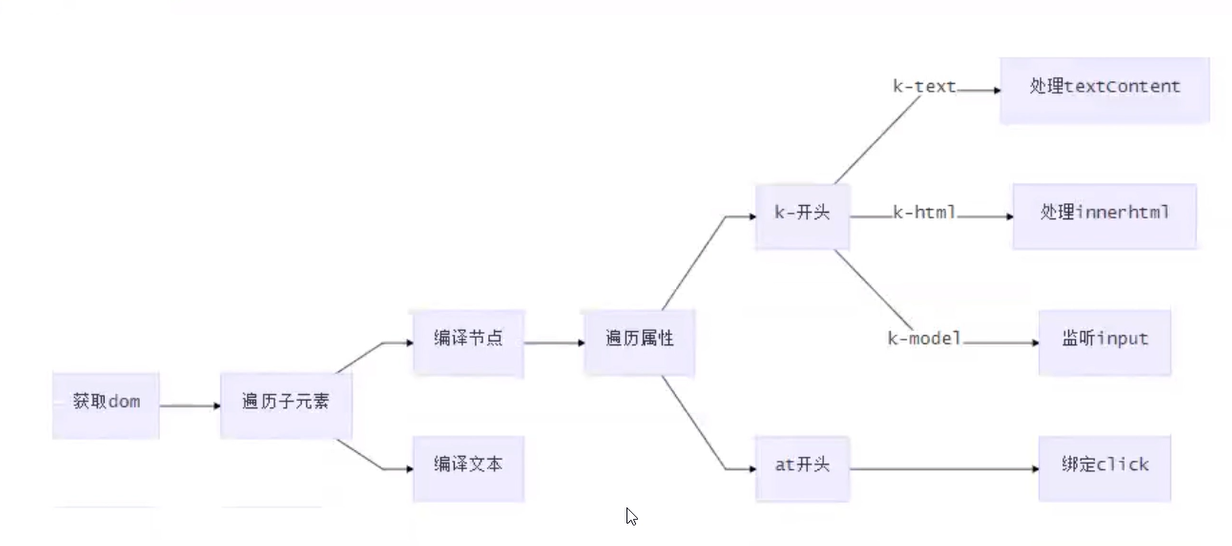 k-text
处理textContent
k-开头
k-html
处理innerhtml
编译节点
遍历属性
k-model
监听input
获取dom
遍历子元素
编译文本
at开头
绑定click